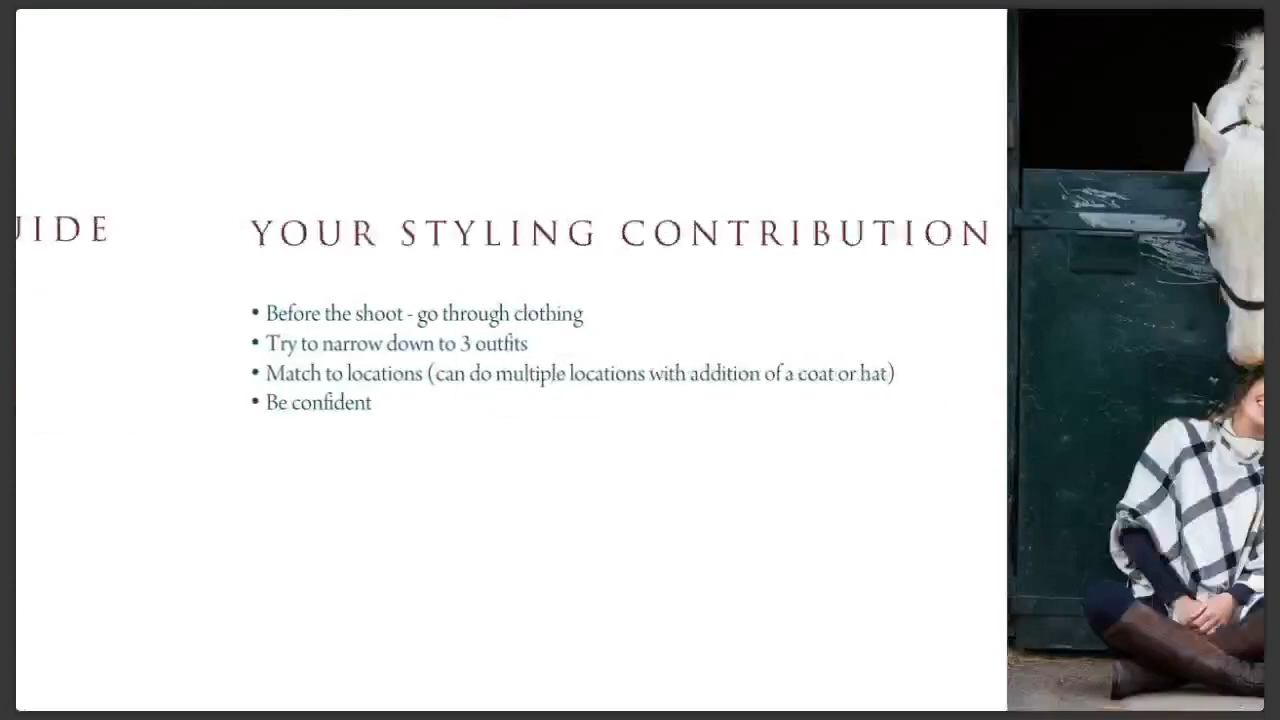 YOUR STYLING CONTRIBUTION
• Before the shoot - go through clothing
• Try to narrow down to 3 outfits
• Match to locations (can do multiple locations with addition of a coat or hat)
• Be confident